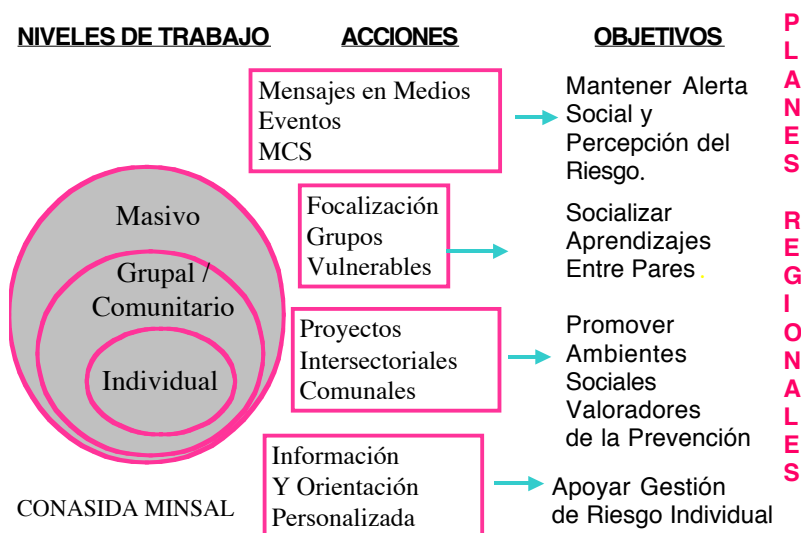 NIVELES DE TRABAJO
ACCIONES
OBJETIVOS
Masivo
Grupal /
Comunitario
Individual
CONASIDA MINSAL
Mensajes en Medios
Eventos
MCS
Mantener Alerta
Social y
Percepción del
Riesgo.
Focalización
Grupos
Vulnerables
Socializar
Aprendizajes
Entre Pares.
Proyectos
Intersectoriales
Comunales
Promover
Ambientes
Sociales
Valoradores
de la Prevención
Información
Y Orientación
Personalizada
Apoyar Gestión
de Riesgo Individual
PLANES REGIONALES